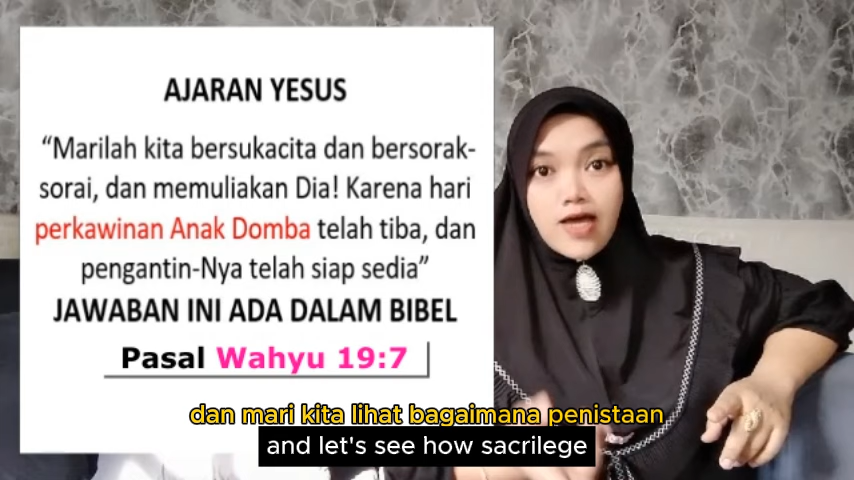 AJARAN YESUS
“Marilah kita bersukacita dan bersorak-
sorai, dan memuliakan Dia! Karena hari
perkawinan Anak Domba telah tiba, dan
pengantin-Nya telah siap sedia”
JAWABAN INI ADA DALAM BIBEL
Pasal Wahyu 19:7
dan mari kita lihat bagaimana penistaan
and let's see how sacrilege